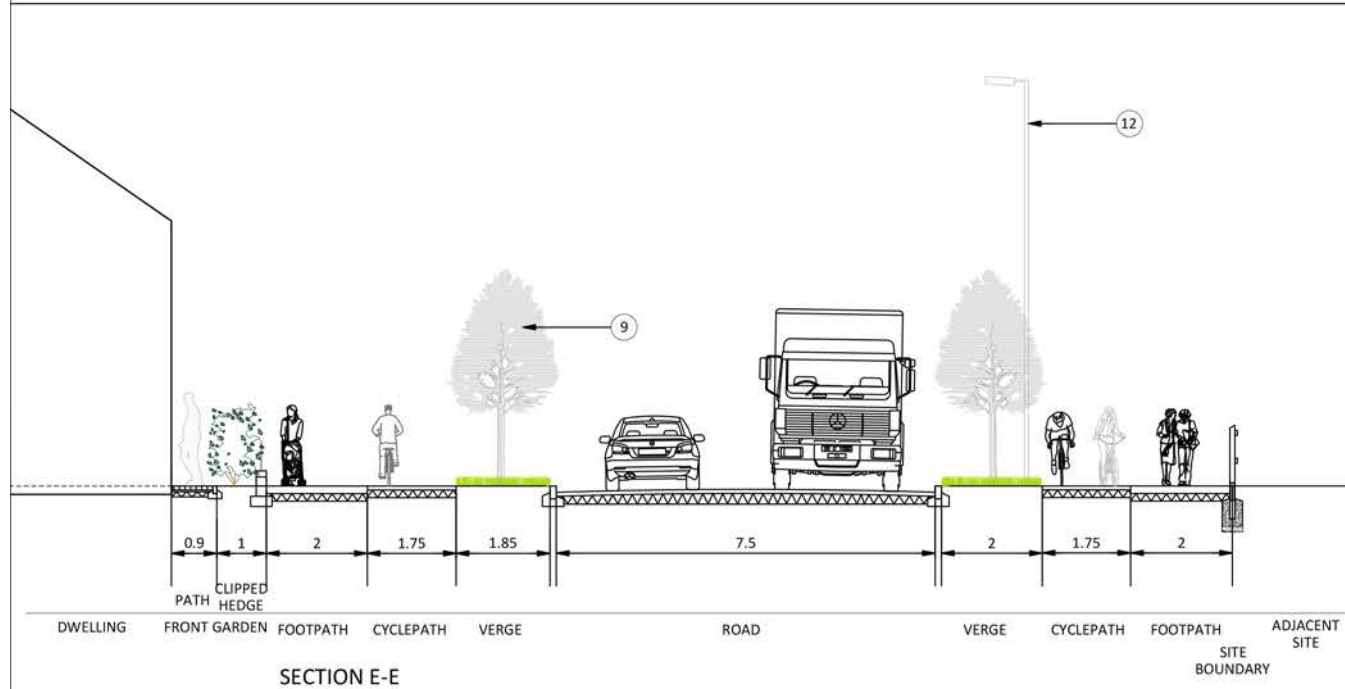 12
9
0.9 1 2 1.75 1.85 7.5 2 1.75 2
PATH CLIPPED HEDGE
DWELLING FRONT GARDEN FOOTPATH CYCLEPATH VERGE ROAD VERGE CYCLEPATH FOOTPATH SITE BOUNDARY ADJACENT SITE
SECTION E-E